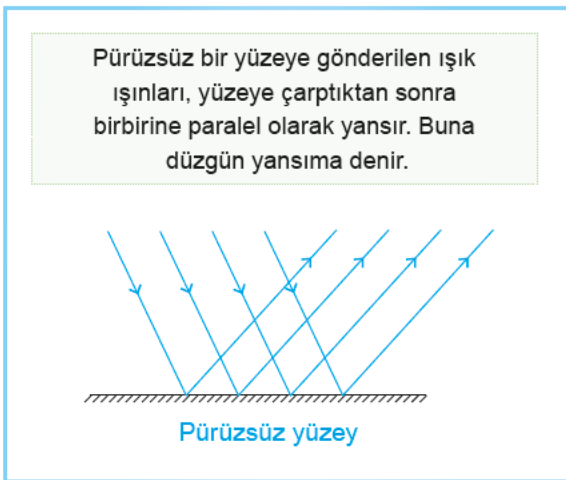 Pürüzsüz bir yüzeye gönderilen ışık
ışınları, yüzeye çarptıktan sonra
birbirine paralel olarak yansır. Buna
düzgün yansıma denir.
Pürüzsüz yüzey